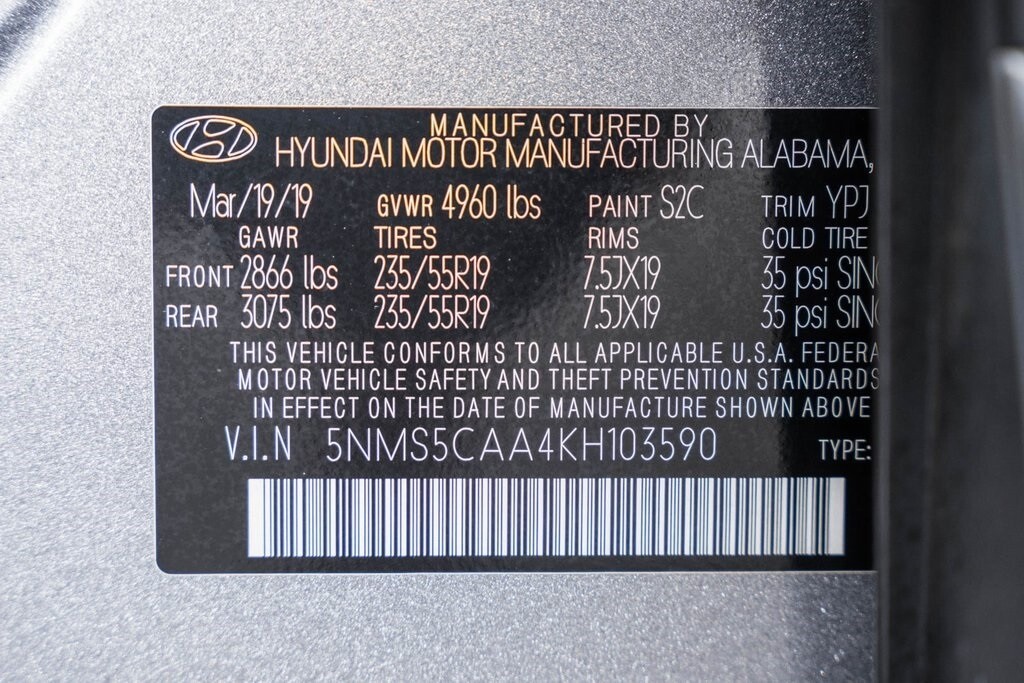 MANUFACTURED BY
HYUNDAI MOTOR MANUFACTURING ALABAMA,
Mar/19/19 GVWR 4960 lbs PAINT S2C TRIM YPJ
GAWR TIRES RIMS COLD TIRE
FRONT 2866 lbs 235/55R19 7.5JX19 35 psi
REAR 3075 lbs 235/55R19 7.5JX19 35 psi
THIS VEHICLE CONFORMS TO ALL APPLICABLE U.S.A.
MOTOR VEHICLE SAFETY AND THEFT PREVENTION STANDARDS
IN EFFECT ON THE DATE OF MANUFACTURE SHOWN ABOVE
V.I.N 5NMS5CAA4KH103590 TYPE: